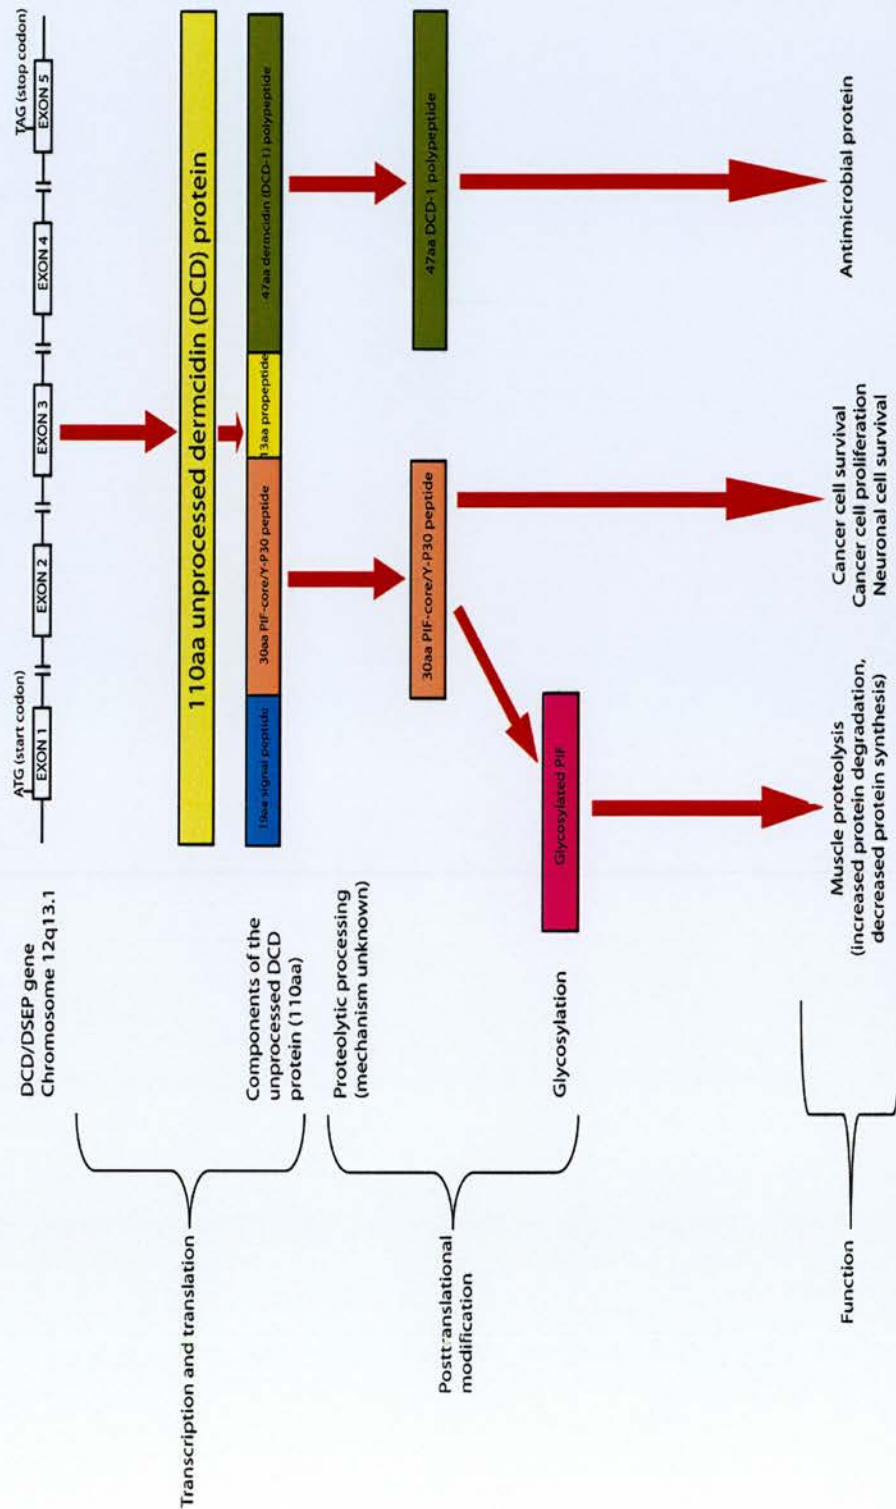 DCD/DSEP gene
Chromosome 12q13.1
ATG (start codon)
TAG (stop codon)
EXON 1
EXON 2
EXON 3
EXON 4
EXON 5
Transcription and translation
110aa unprocessed dermcidin (DCD) protein
Components of the
unprocessed DCD
protein (110aa)
19aa signal peptide
30aa PIF-core/Y-P30 peptide
13aa propeptide
47aa dermcidin (DCD-1) polypeptide
Posttranslational
modification
Proteolytic processing
(mechanism unknown)
30aa PIF-core/Y-P30 peptide
47aa DCD-1 polypeptide
Glycosylation
Glycosylated PIF
Function
Muscle proteolysis
(increased protein degradation,
decreased protein synthesis)
Cancer cell survival
Cancer cell proliferation
Neuronal cell survival
Antimicrobial protein